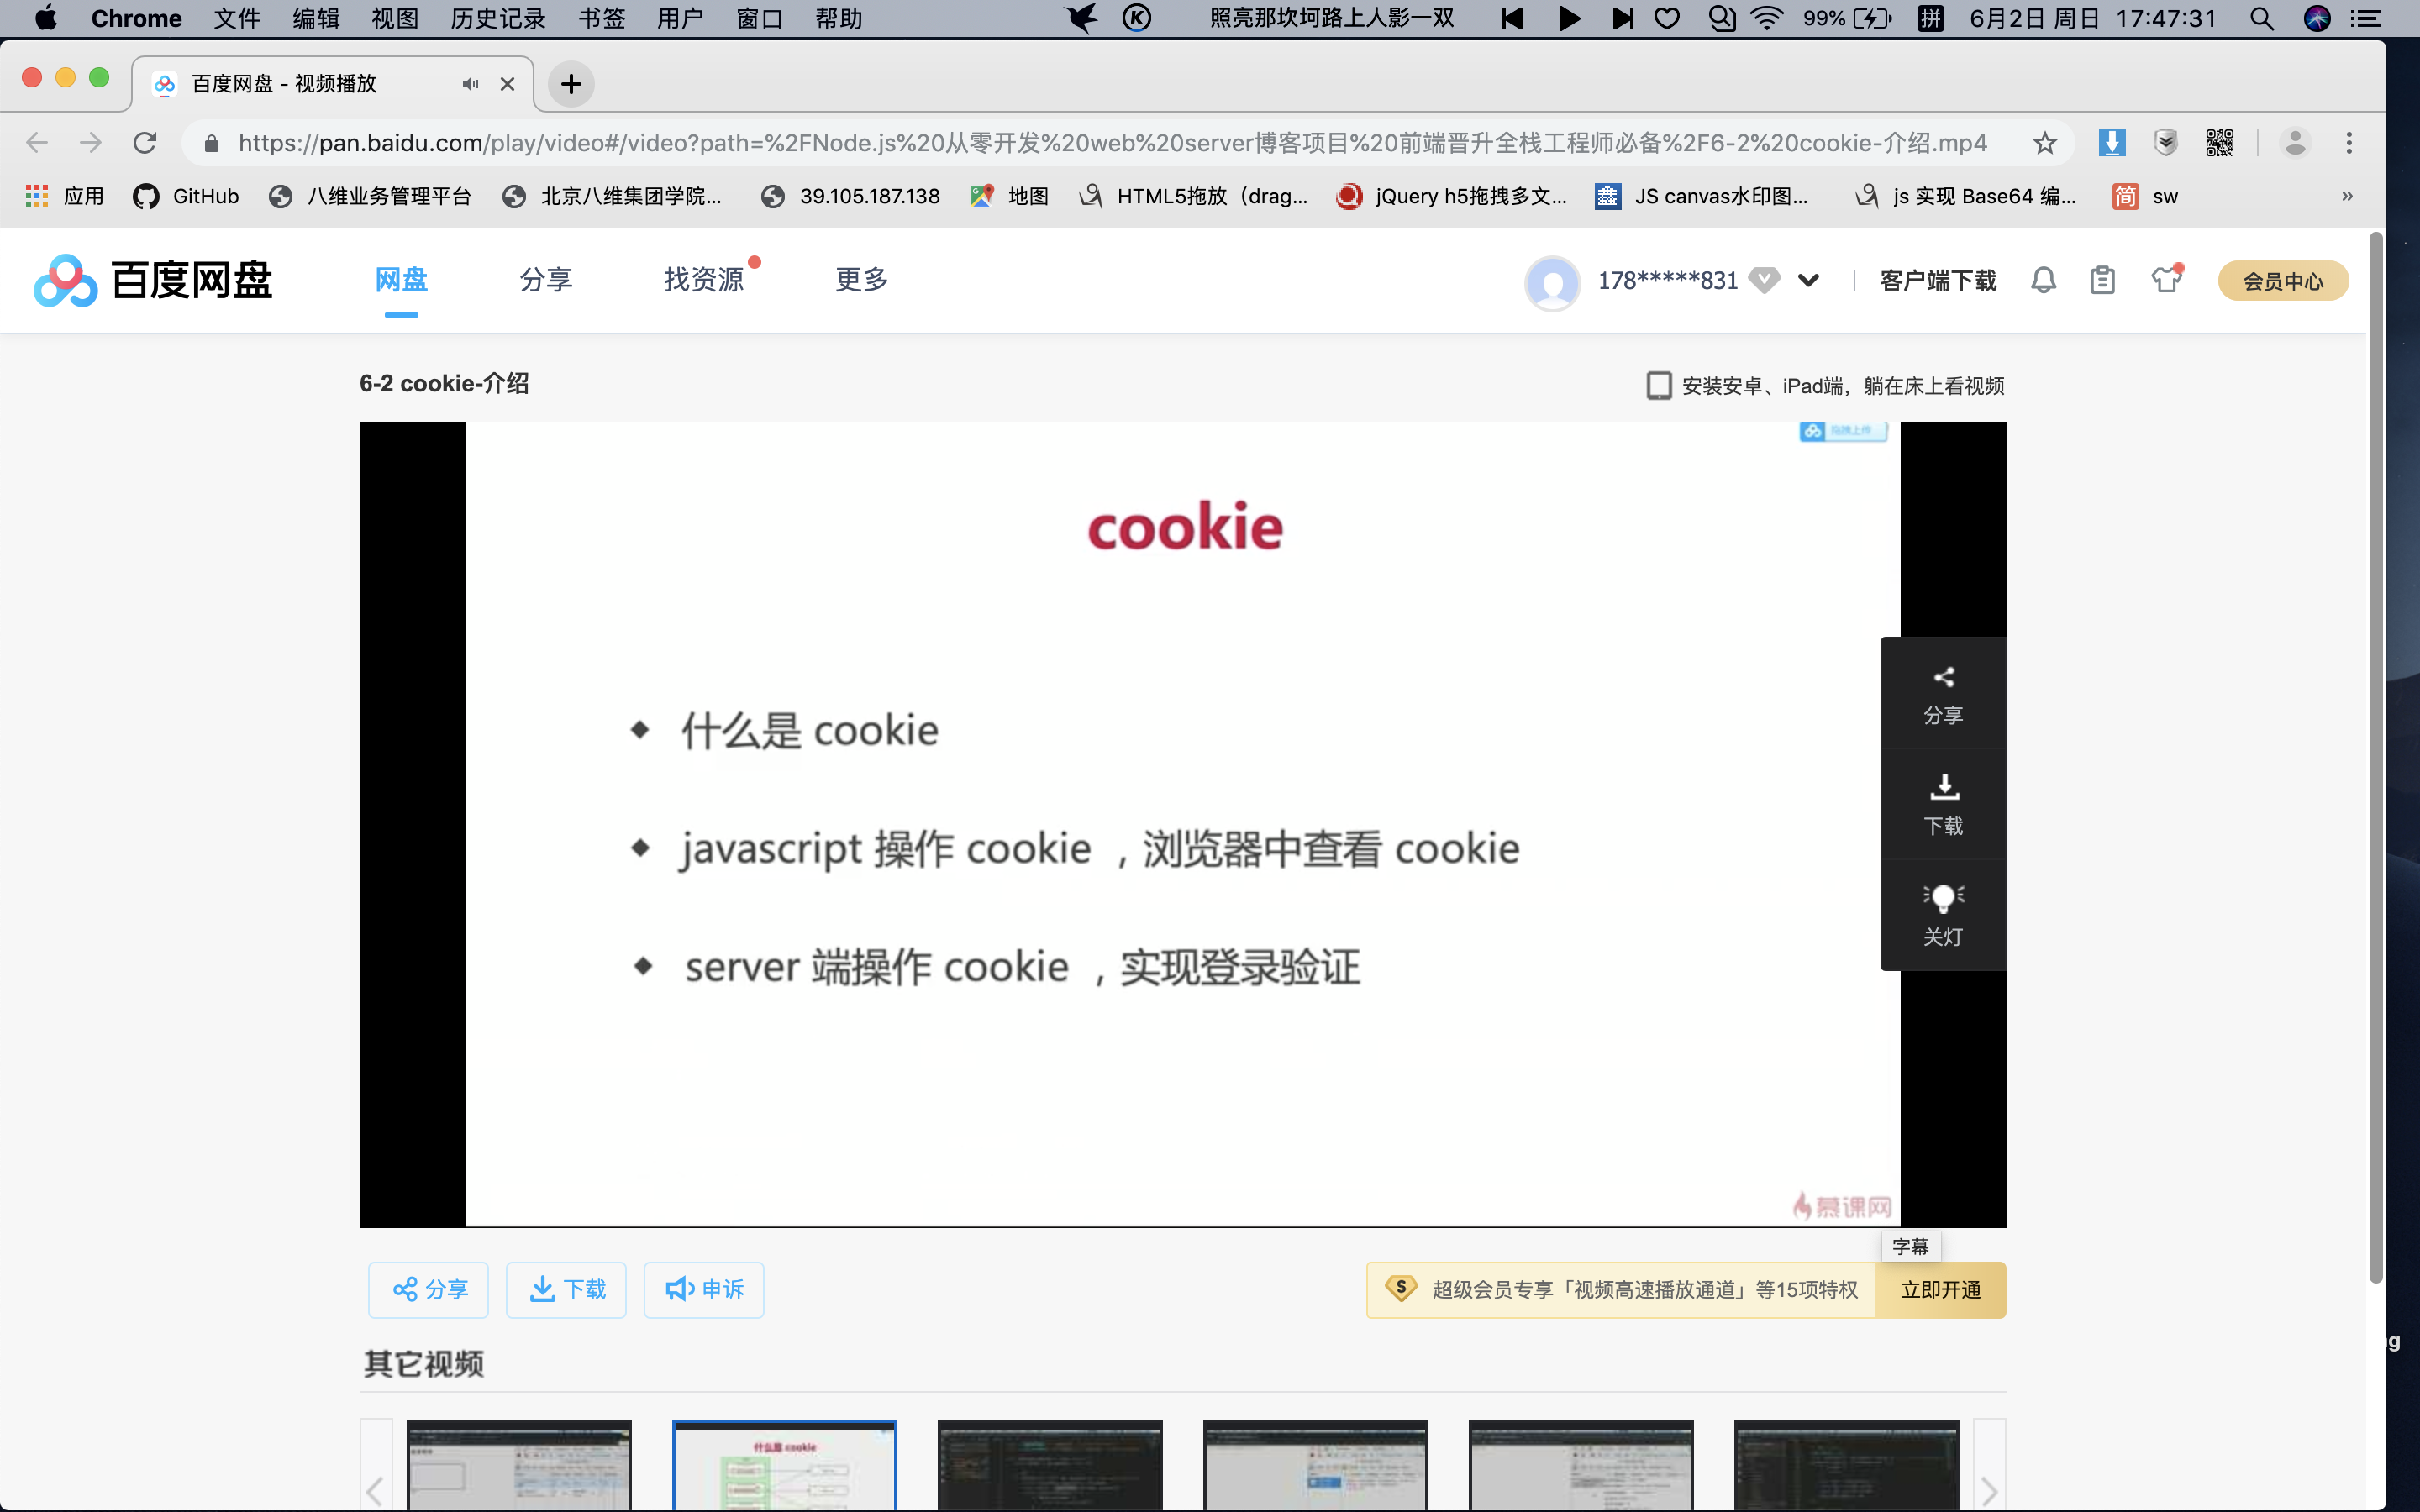 Chrome 文件 编辑 视图 历史记录 书签 用户 窗口 帮助 照亮那坎坷路上人影一双 99% 拼 6月2日 周日 17:47:31
百度网盘 - 视频播放
https://pan.baidu.com/play/video#/video?path=%2FNode.js%20从零开发%20web%20server博客项目%20前端晋升全栈工程师必备%2F6-2%20cookie-介绍.mp4
应用 GitHub 八维业务管理平台 北京八维集团学院... 39.105.187.138 地图 HTML5拖放（drag... jQuery h5拖拽多文... JS canvas水印图... js 实现 Base64 编... 简 sw »
百度网盘 网盘 分享 找资源 更多 178*****831 客户端下载 会员中心
6-2 cookie-介绍 安装安卓、iPad端，躺在床上看视频
拖拽上传
cookie
什么是 cookie
javascript 操作 cookie ，浏览器中查看 cookie
server 端操作 cookie ，实现登录验证
分享
下载
关灯
慕课网
字幕
分享 下载 申诉 超级会员专享「视频高速播放通道」等15项特权 立即开通
其它视频
什么是 cookie